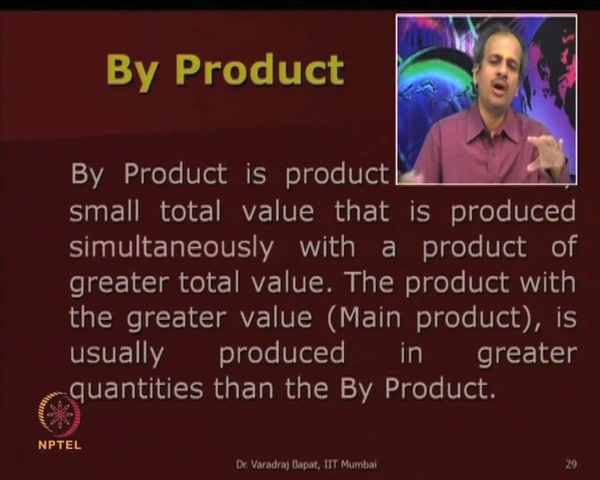 By Product
By Product is product
small total value that is produced
simultaneously with a product of
greater total value. The product with
the greater value (Main product), is
usually produced in greater
quantities than the By Product.
NPTEL
Dr. Varadraj Bapat, IIT Mumbai
29